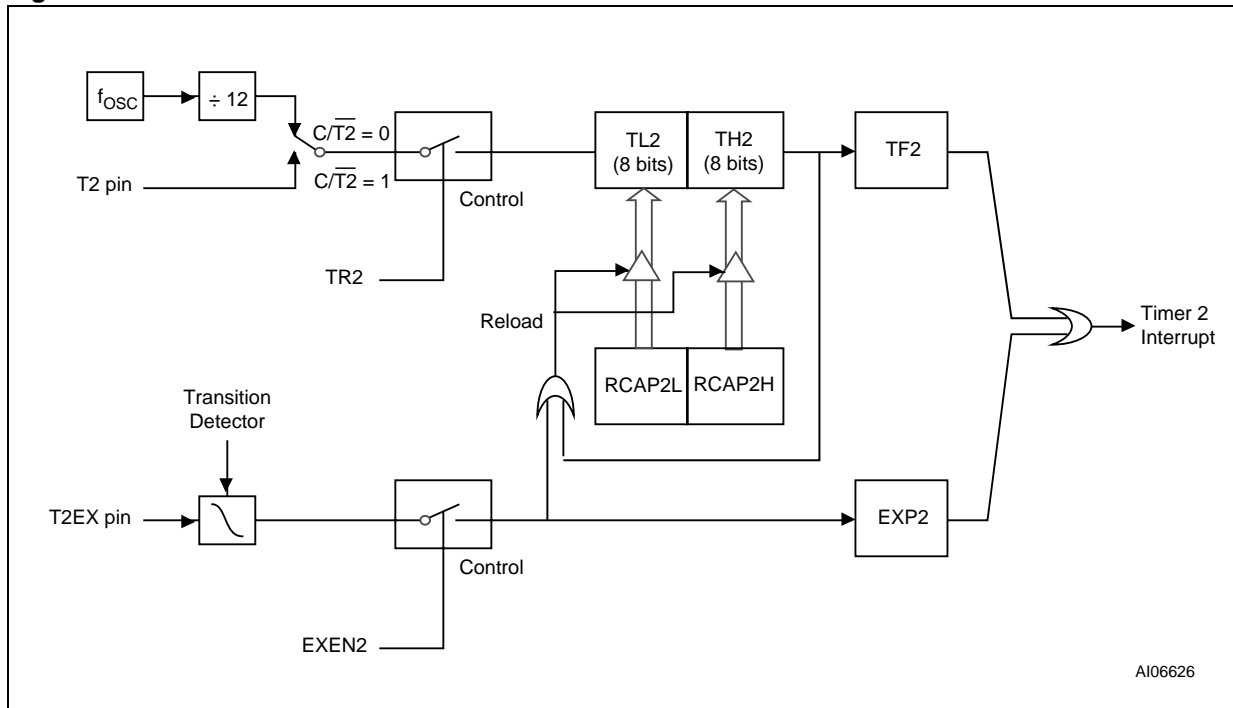 fOSC
÷ 12
C/T2 = 0
C/T2 = 1
T2 pin
Control
TR2
TL2
(8 bits)
TH2
(8 bits)
TF2
Reload
RCAP2L
RCAP2H
Timer 2
Interrupt
Transition
Detector
T2EX pin
Control
EXEN2
EXP2
AI06626